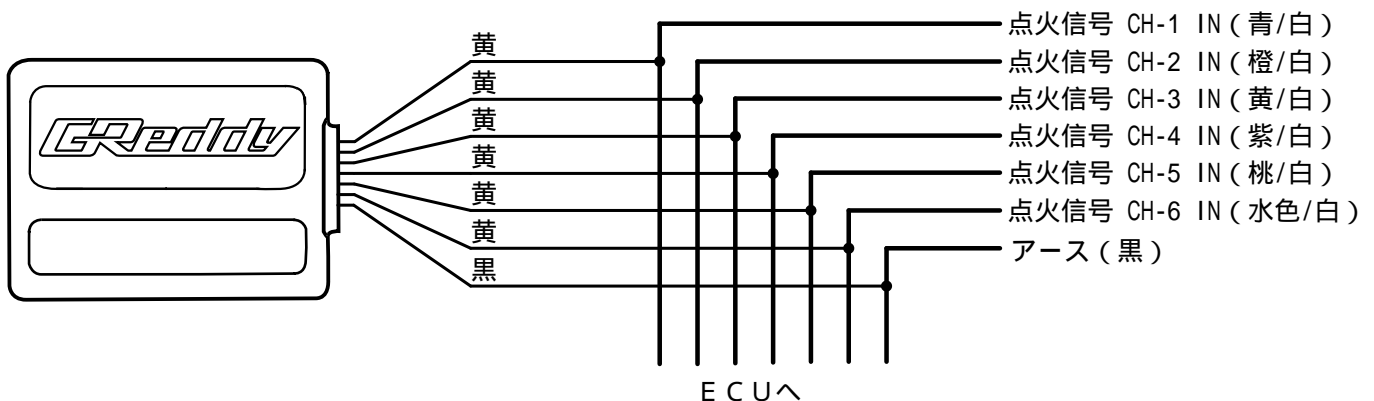 黄
黄
黄
黄
黄
黄
黒
GReddy
点火信号 CH-1 IN(青/白)
点火信号 CH-2 IN(橙/白)
点火信号 CH-3 IN(黄/白)
点火信号 CH-4 IN(紫/白)
点火信号 CH-5 IN(桃/白)
点火信号 CH-6 IN(水色/白)
アース(黒)
ECUへ